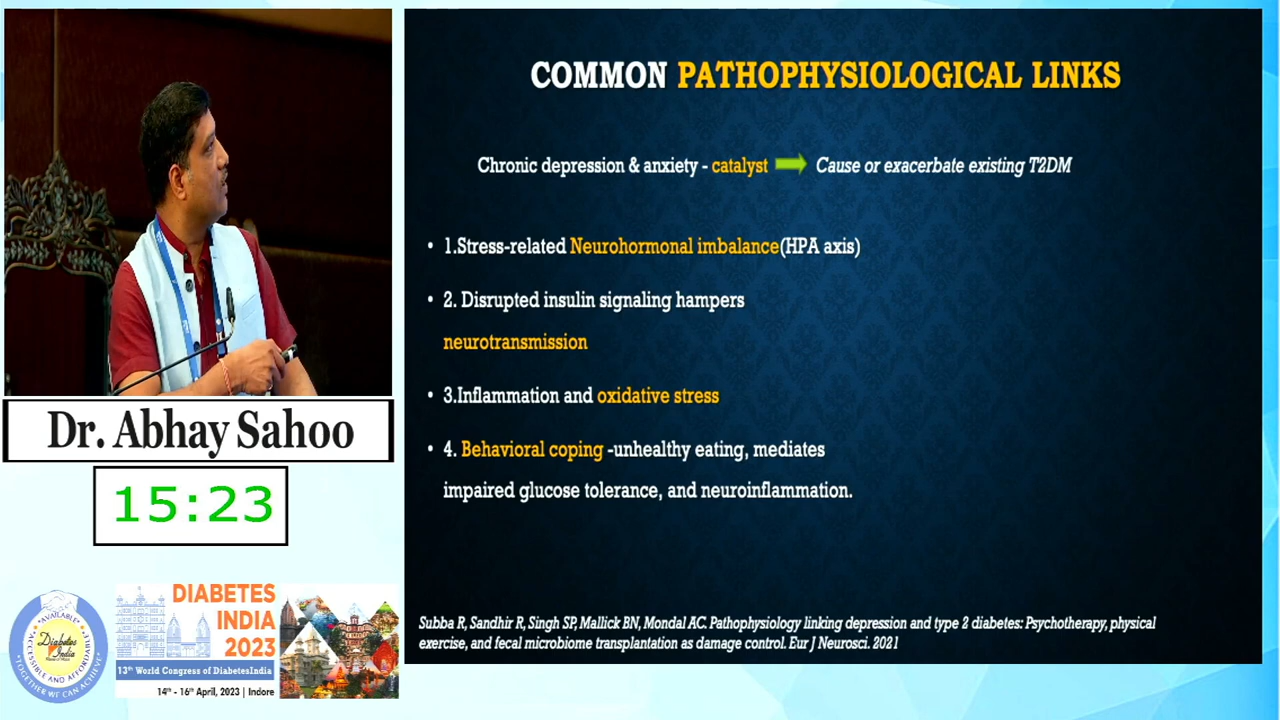 COMMON PATHOPHYSIOLOGICAL LINKS
Chronic depression & anxiety - catalyst Cause or exacerbate existing T2DM
• 1.Stress-related Neurohormonal imbalance(HPA axis)
• 2. Disrupted insulin signaling hampers
neurotransmission
• 3.Inflammation and oxidative stress
• 4. Behavioral coping -unhealthy eating, mediates
impaired glucose tolerance, and neuroinflammation.
Subba R, Sandhir R, Singh SP, Mallick BN, Mondal AC. Pathophysiology linking depression and type 2 diabetes: Psychotherapy, physical
exercise, and fecal microbiome transplantation as damage control. Eur J Neurosci. 2021
Dr. Abhay Sahoo
15:23
AVAILABLE
ACCESSIBLE AND AFFORDABLE
Diabetes
India
TOGETHER WE CAN ACHIEVE
DIABETES
INDIA
2023
13th World Congress of DiabetesIndia
14th - 16th April, 2023 | Indore